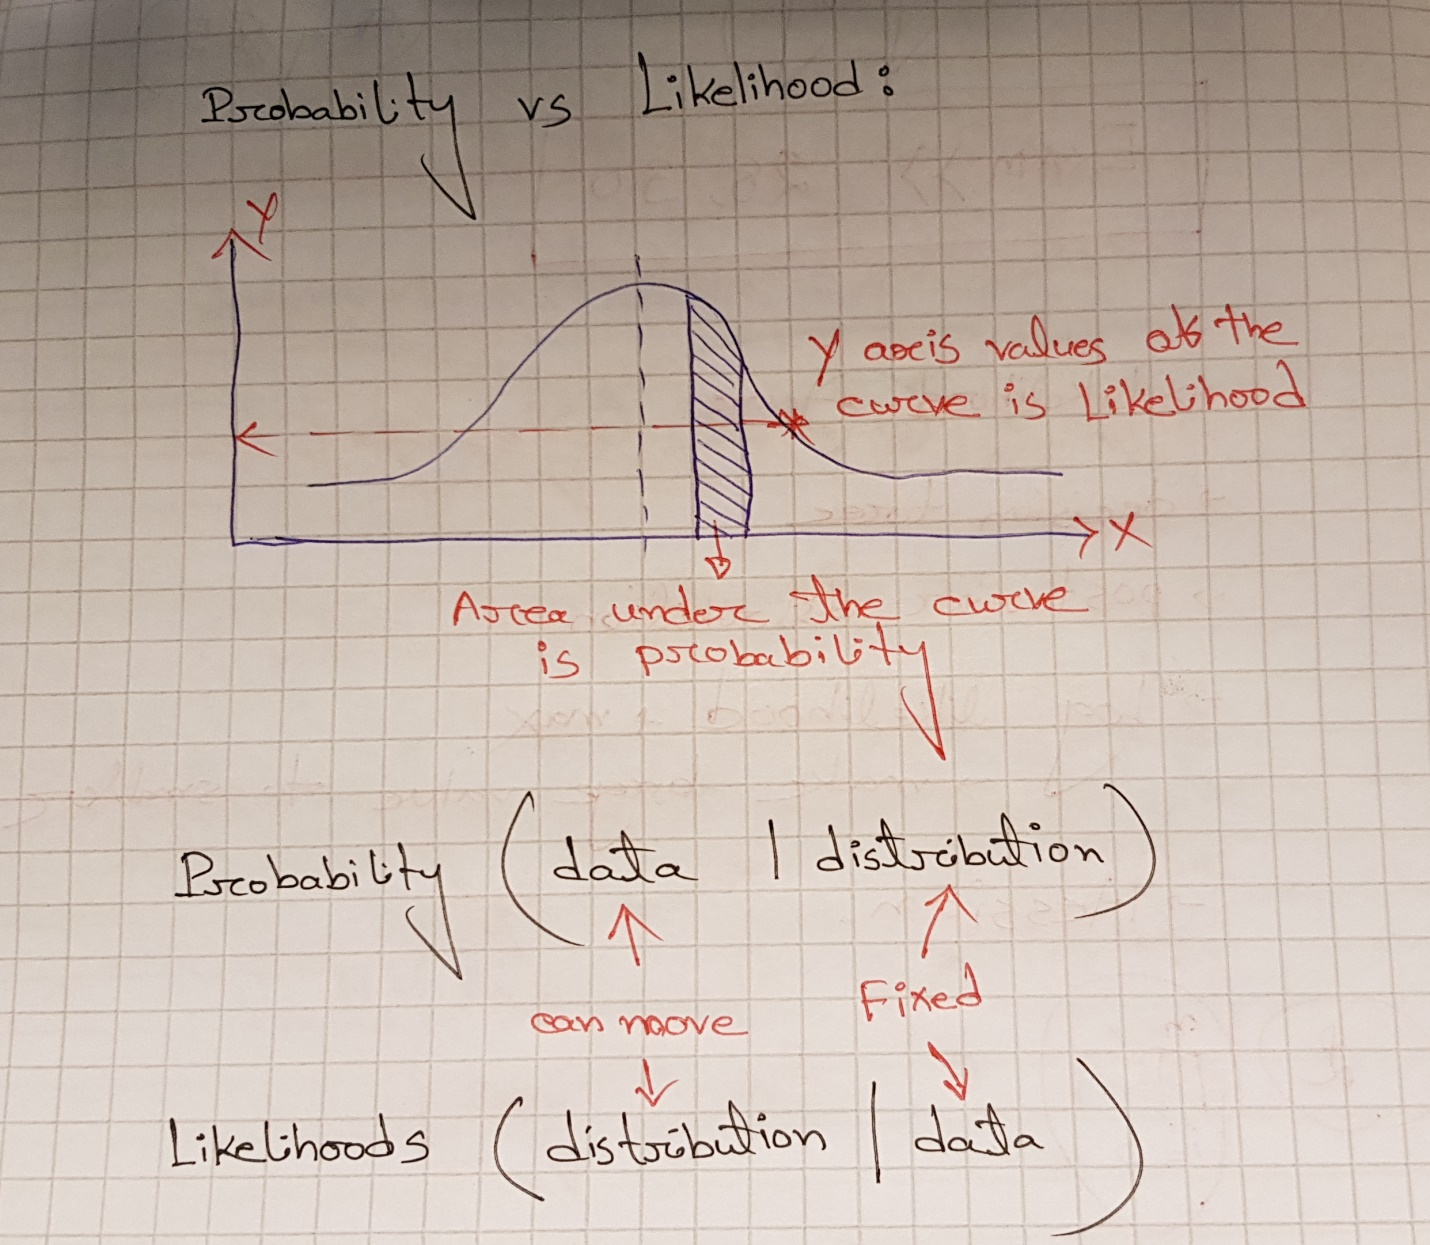 Probability vs Likelihood:
Y
Y axis values of the
curve is Likelihood
X
Area under the curve
is probability
Probability (data | distribution)
can move
Fixed
Likelihoods (distribution | data)